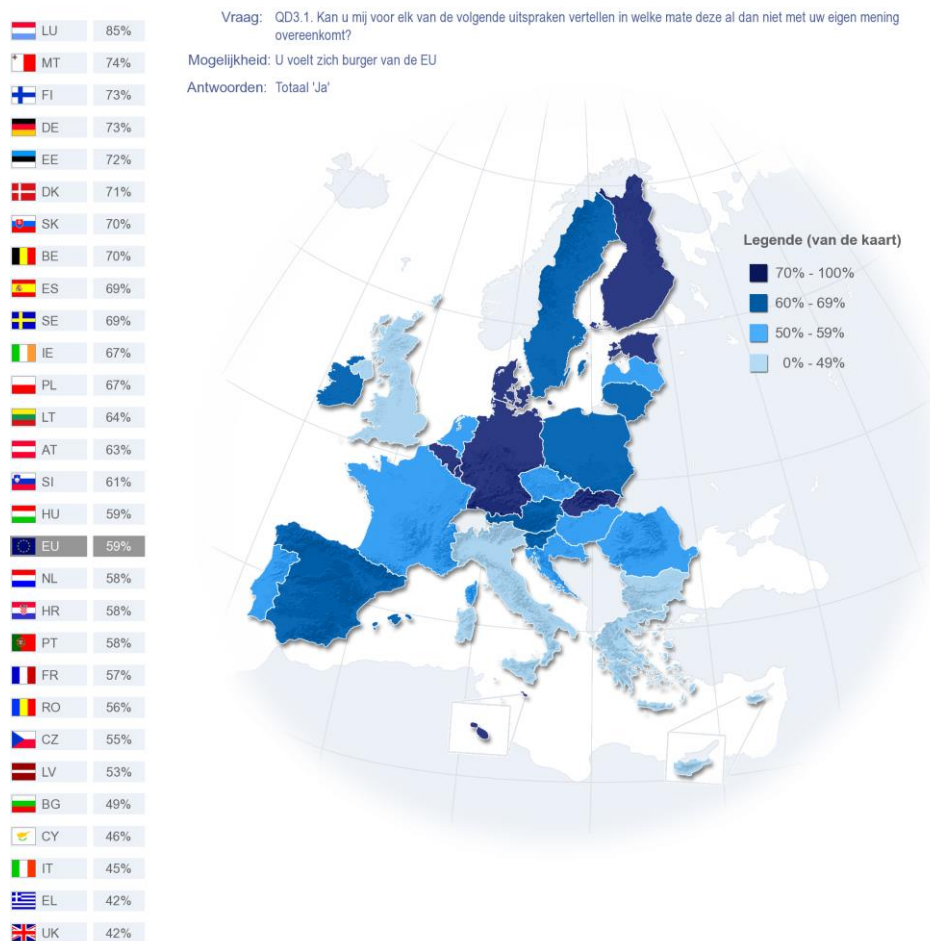 Vraag: QD3.1. Kan u mij voor elk van de volgende uitspraken vertellen in welke mate deze al dan niet met uw eigen mening
overeenkomt?
Mogelijkheid: U voelt zich burger van de EU
Antwoorden: Totaal 'Ja'
LU 85%
MT 74%
FI 73%
DE 73%
EE 72%
DK 71%
SK 70%
BE 70%
ES 69%
SE 69%
IE 67%
PL 67%
LT 64%
AT 63%
SI 61%
HU 59%
EU 59%
NL 58%
HR 58%
PT 58%
FR 57%
RO 56%
CZ 55%
LV 53%
BG 49%
CY 46%
IT 45%
EL 42%
UK 42%
Legende (van de kaart)
70% - 100%
60% - 69%
50% - 59%
0% - 49%